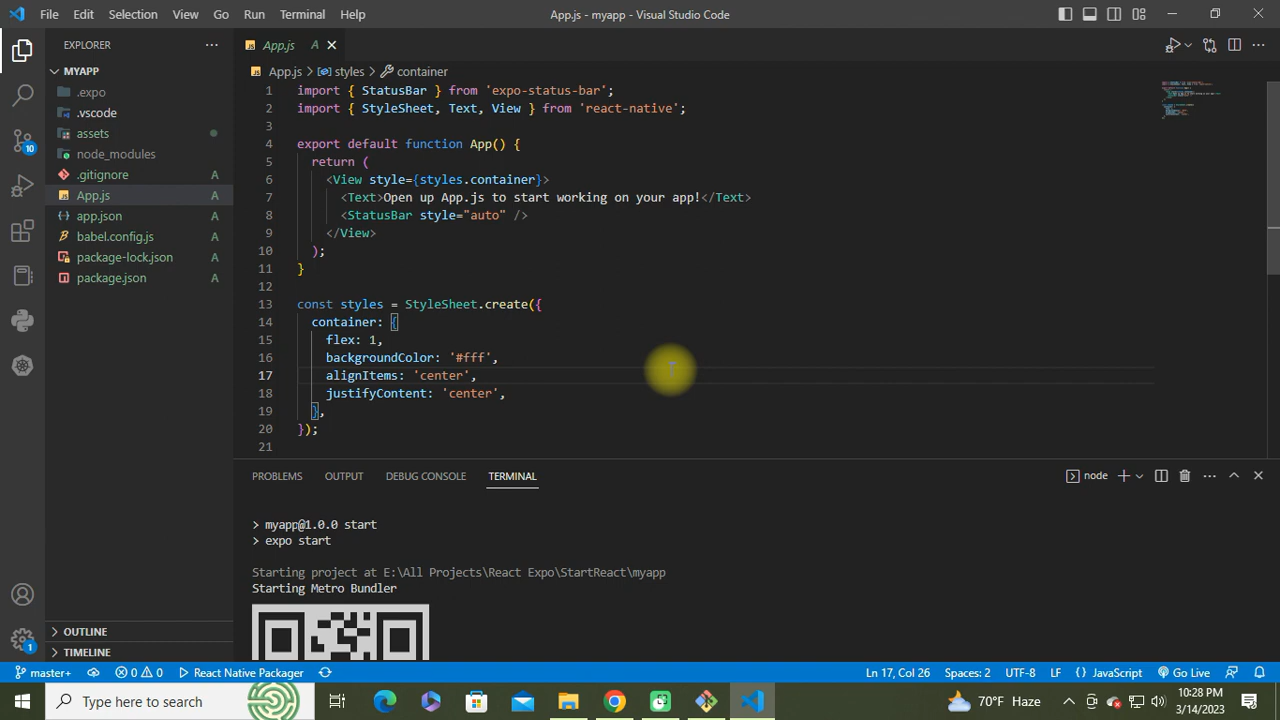 File Edit Selection View Go Run Terminal Help
App.js - myapp - Visual Studio Code
EXPLORER
MYAPP
.expo
.vscode
assets
node_modules
.gitignore A
App.js A
app.json A
babel.config.js A
package-lock.json A
package.json A
OUTLINE
TIMELINE
10
1
App.js A
App.js > styles > container
1 import { StatusBar } from 'expo-status-bar';
2 import { StyleSheet, Text, View } from 'react-native';
3
4 export default function App() {
5 return (
6 <View style={styles.container}>
7 <Text>Open up App.js to start working on your app!</Text>
8 <StatusBar style="auto" />
9 </View>
10 );
11 }
12
13 const styles = StyleSheet.create({
14 container: {
15 flex: 1,
16 backgroundColor: '#fff',
17 alignItems: 'center',
18 justifyContent: 'center',
19 },
20 });
21
PROBLEMS OUTPUT DEBUG CONSOLE TERMINAL
node
> myapp@1.0.0 start
> expo start
Starting project at E:\All Projects\React Expo\StartReact\myapp
Starting Metro Bundler
master+ 0 0 React Native Packager
Ln 17, Col 26 Spaces: 2 UTF-8 LF { } JavaScript Go Live
Type here to search
70°F Haze
10:28 PM
3/14/2023